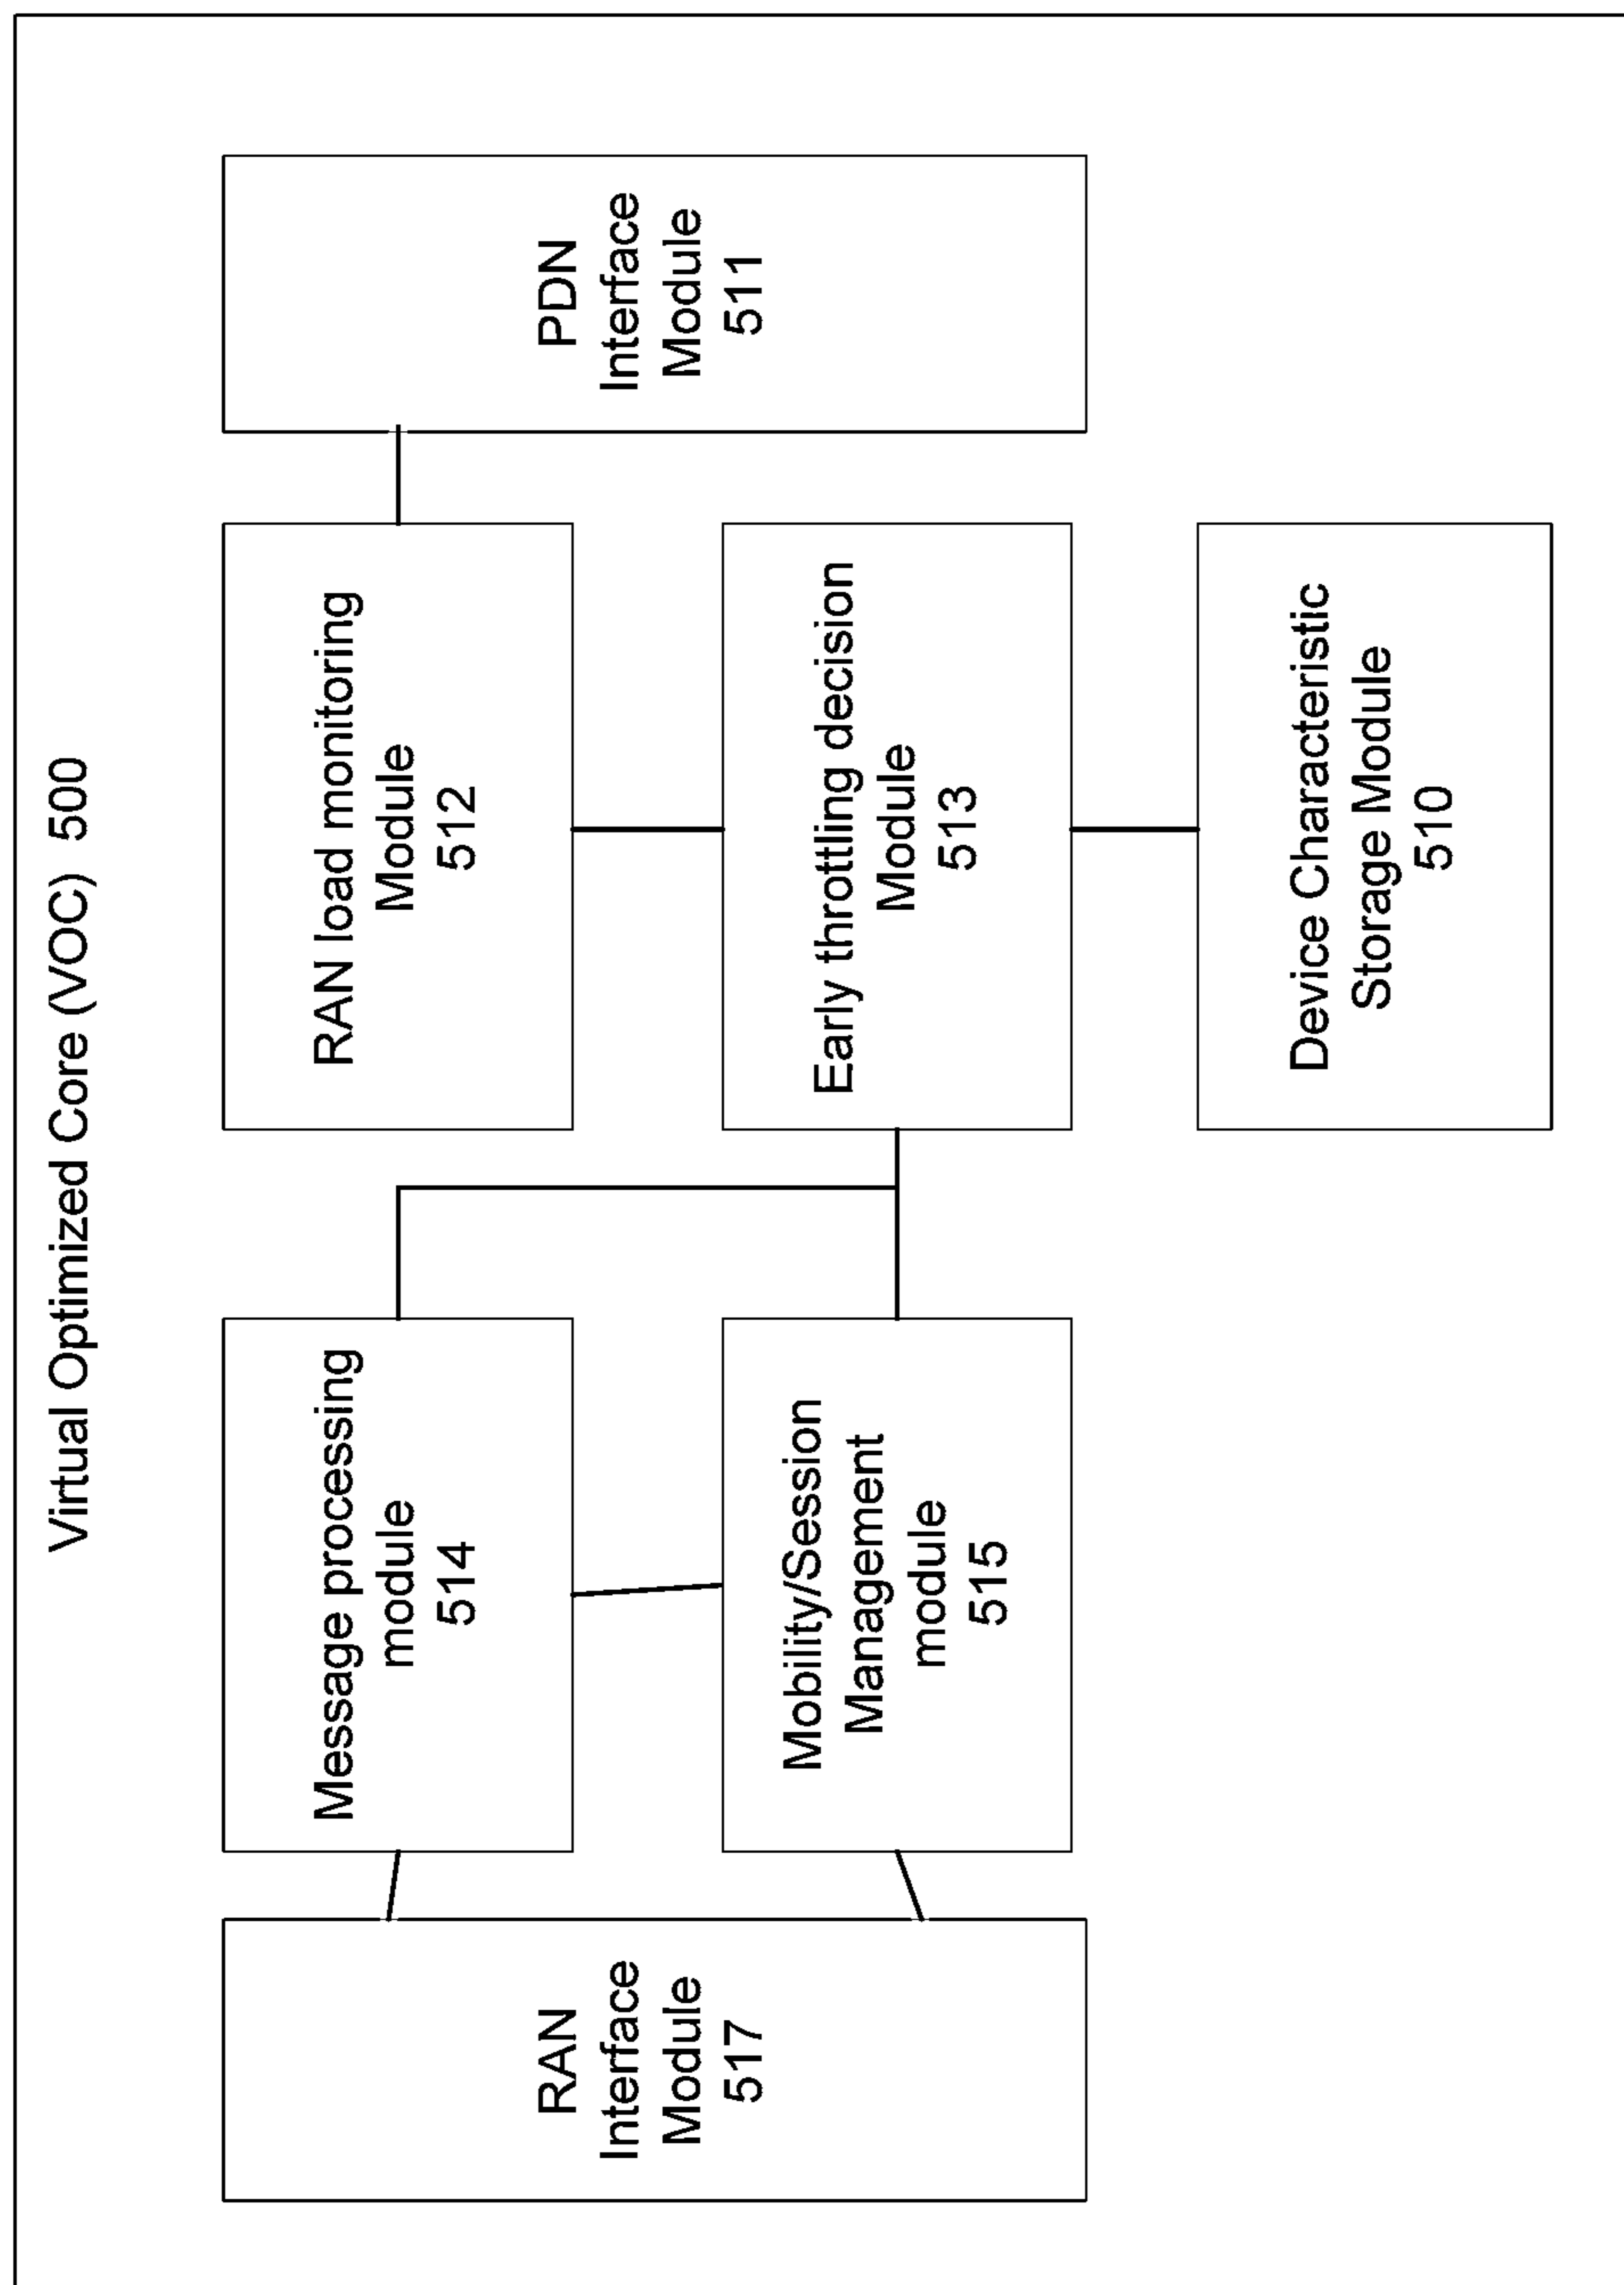 Virtual Optimized Core (VOC) 500
RAN
Interface
Module
517
Message processing
module
514
Mobility/Session
Management
module
515
RAN load monitoring
Module
512
Early throttling decision
Module
513
Device Characteristic
Storage Module
510
PDN
Interface
Module
511